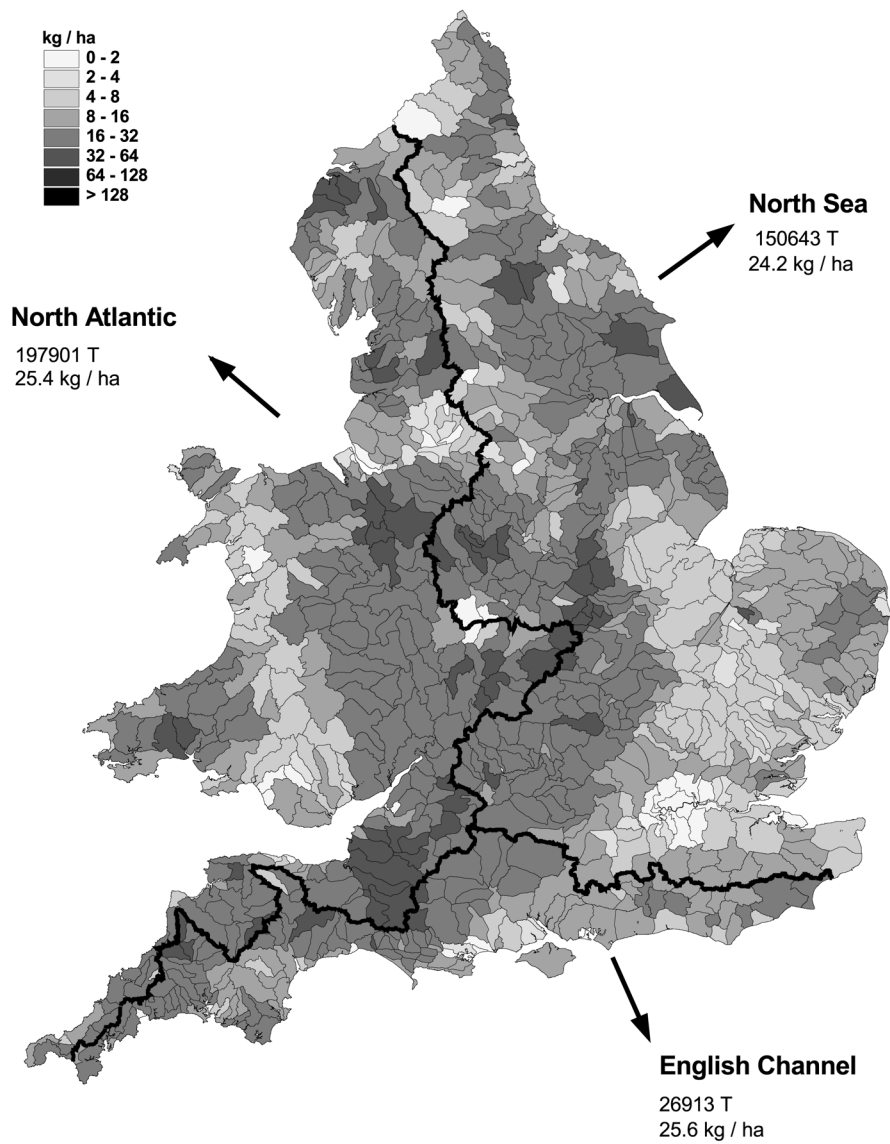 kg / ha
0 - 2
2 - 4
4 - 8
8 - 16
16 - 32
32 - 64
64 - 128
> 128
North Sea
150643 T
24.2 kg / ha
North Atlantic
197901 T
25.4 kg / ha
English Channel
26913 T
25.6 kg / ha